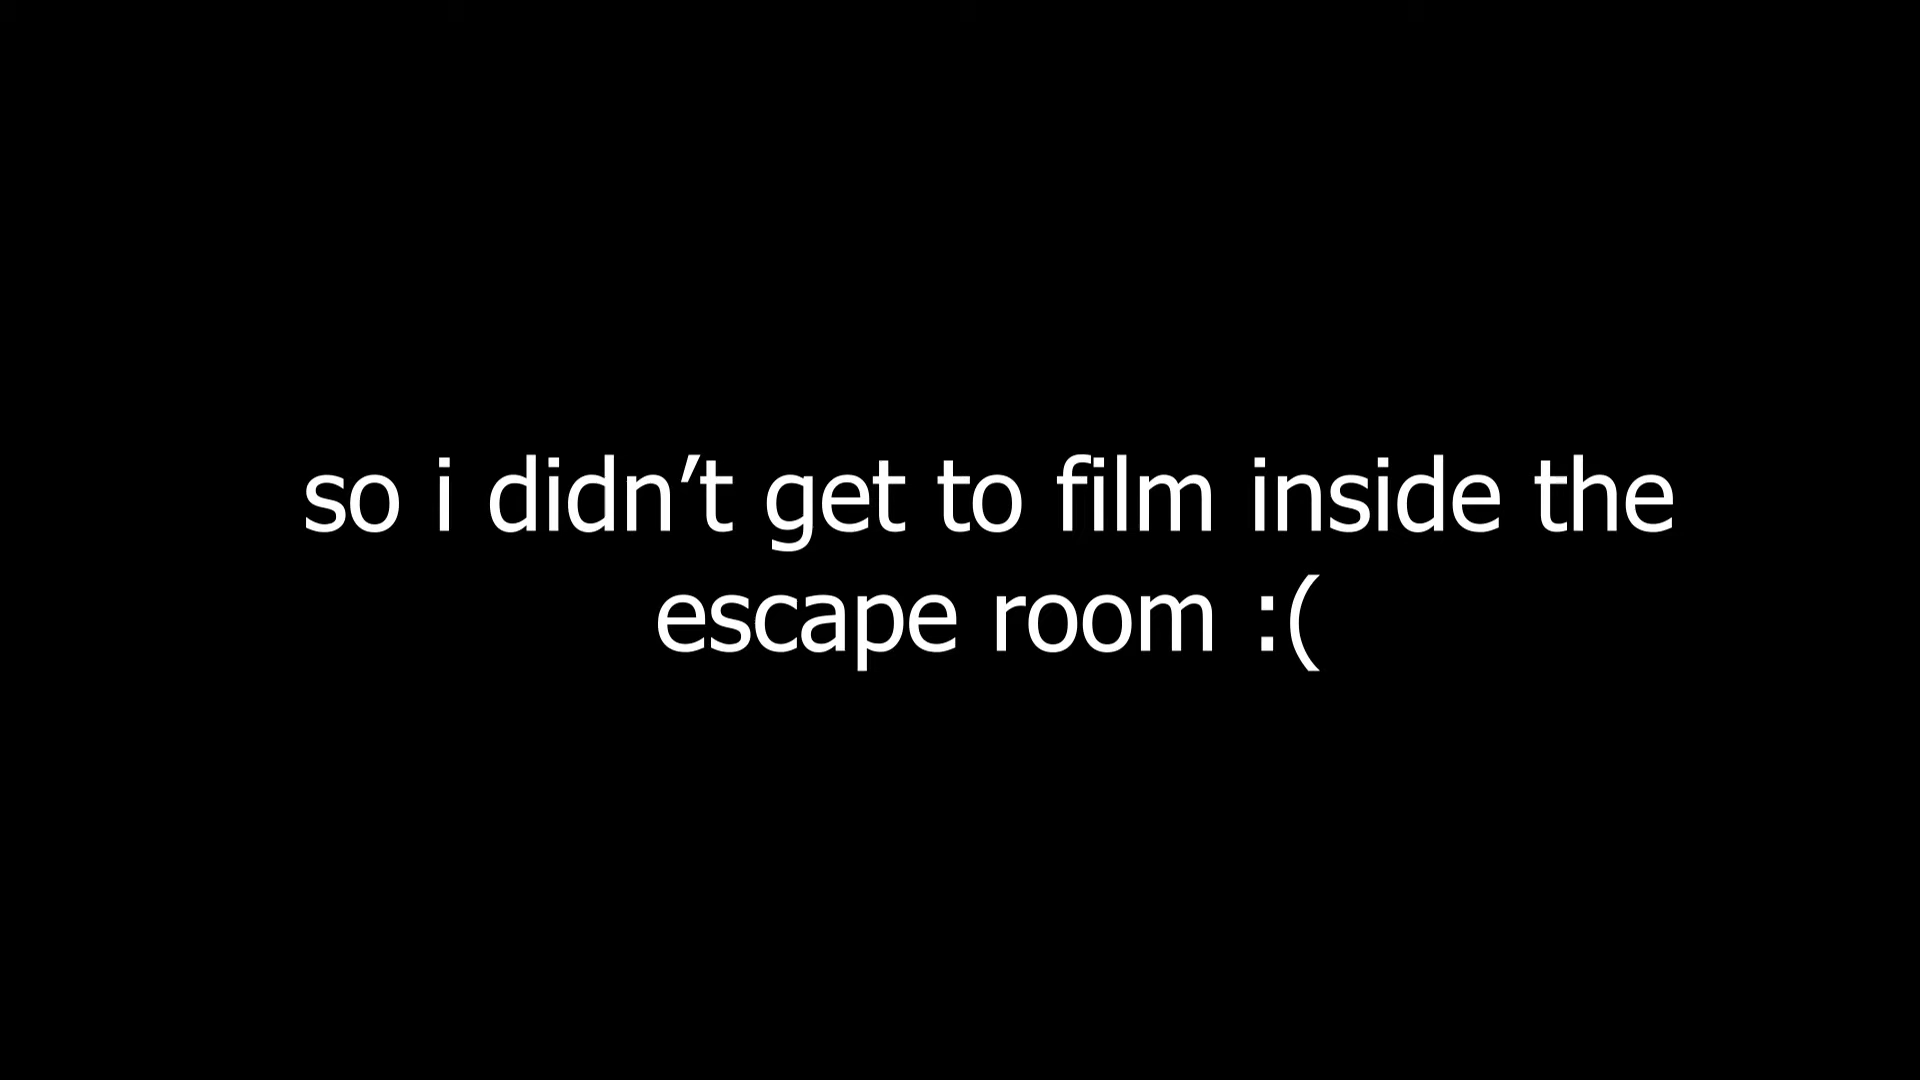 so i didn’t get to film inside the
escape room :(